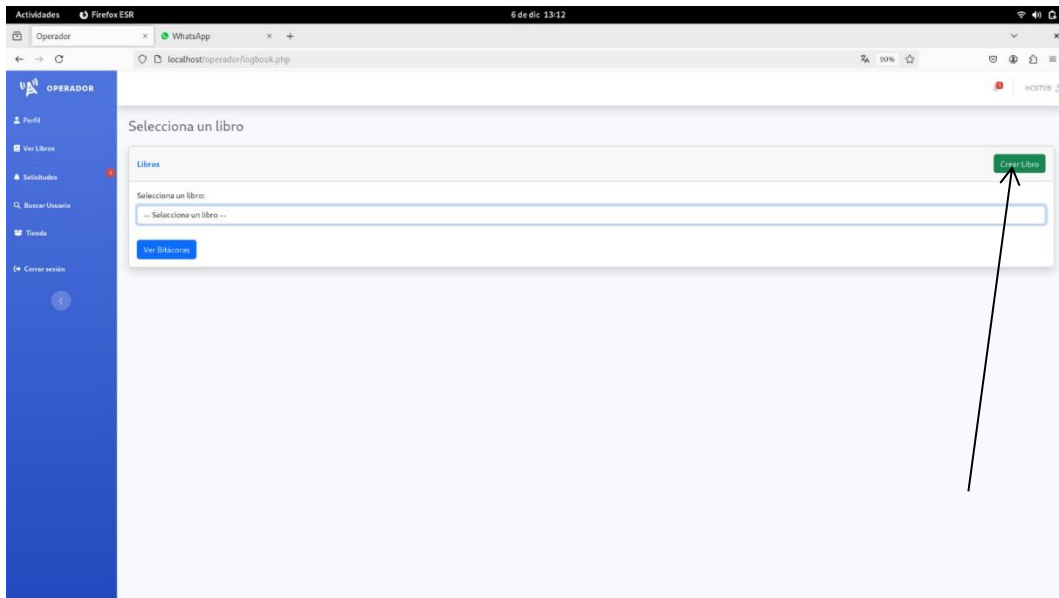 Actividades Firefox ESR 6 de dic 13:12
Operador × WhatsApp × +
localhost/operador/logbook.php 90%
OPERADOR
HC6TVB
Perfil
Selecciona un libro
Ver Libros
Libros Crear Libro
Solicitudes
Selecciona un libro:
Buscar Usuario
-- Seleccione un libro --
Tienda
Ver Bitácoras
Cerrar sesión